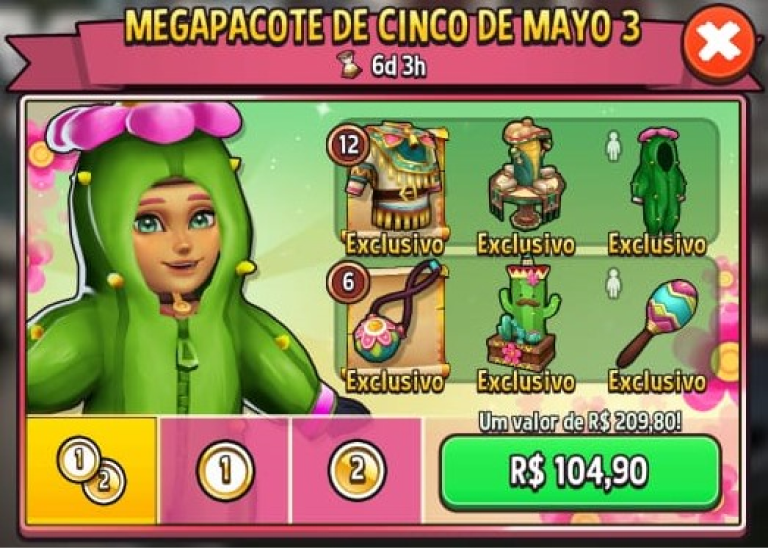 MEGAPACOTE DE CINCO DE MAYO 3
6d 3h
12
Exclusivo Exclusivo Exclusivo
6
Exclusivo Exclusivo Exclusivo
Um valor de R$ 209,80!
1 2 1 2 R$ 104,90